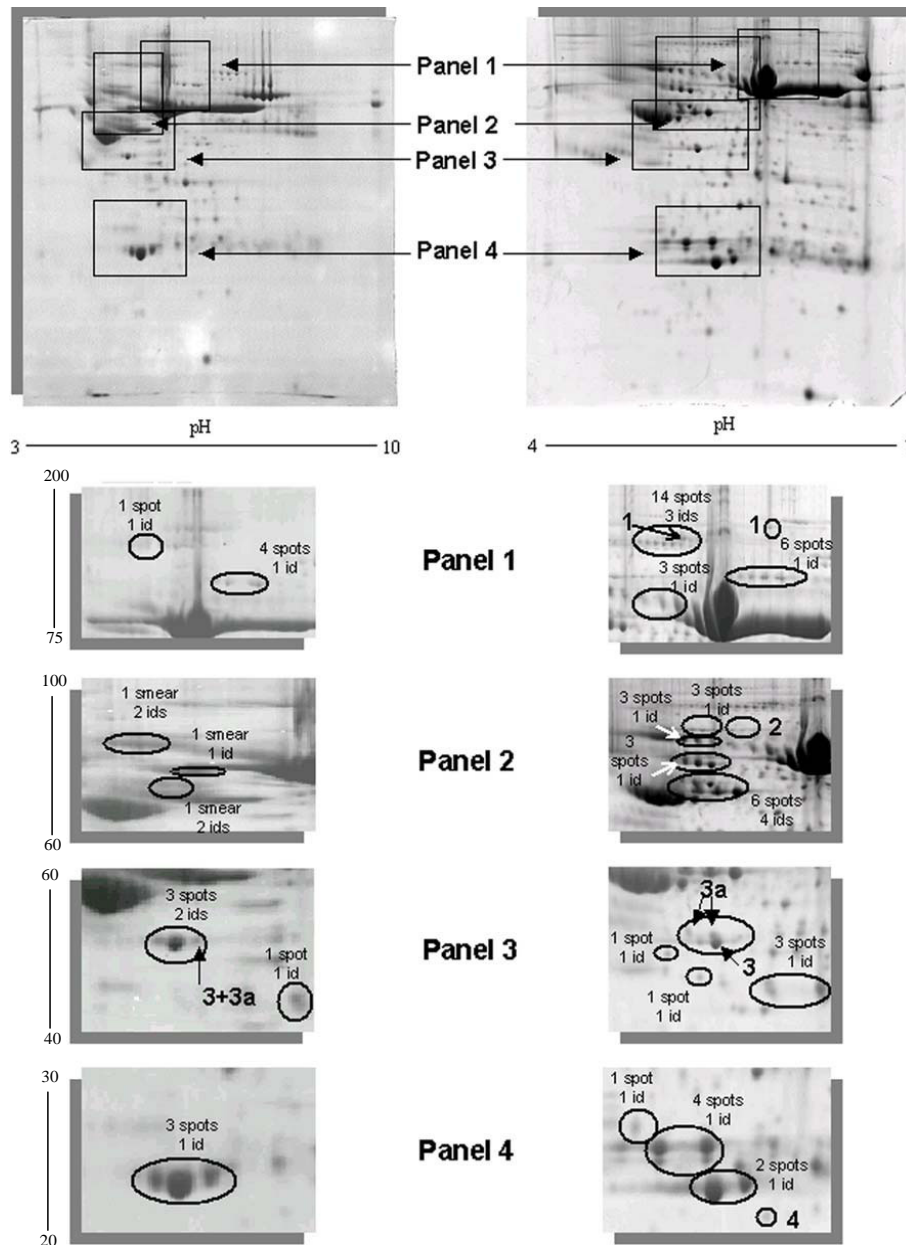 Panel 1
Panel 2
Panel 3
Panel 4
pH
3
10
pH
4
200
75
1 spot
1 id
4 spots
1 id
Panel 1
14 spots
3 ids
1
1
6 spots
1 id
3 spots
1 id
100
60
1 smear
2 ids
1 smear
1 id
1 smear
2 ids
Panel 2
3 spots
1 id
3 spots
1 id
2
3
spots
1 id
6 spots
4 ids
60
40
3 spots
2 ids
1 spot
1 id
3+3a
Panel 3
3a
1 spot
1 id
3 spots
1 id
3
1 spot
1 id
30
20
3 spots
1 id
Panel 4
1 spot
1 id
4 spots
1 id
2 spots
1 id
4